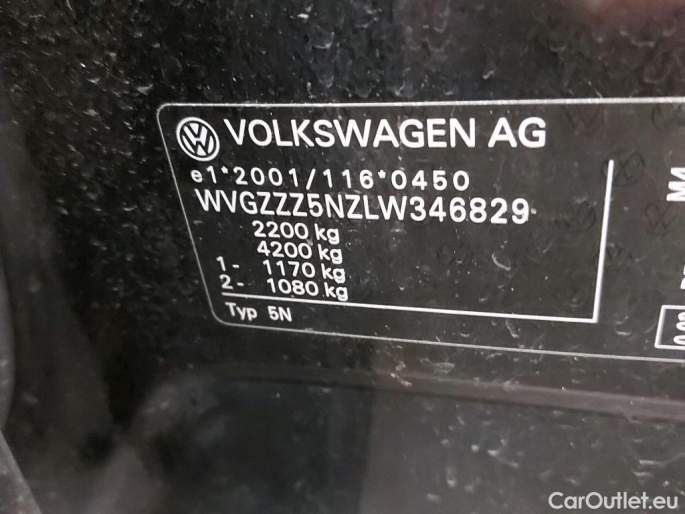 VOLKSWAGEN AG
e1*2001/116*0450
WVGZZZ5NZLW346829
2200 kg
4200 kg
1- 1170 kg
2- 1080 kg
Typ 5N
CarOutlet.eu